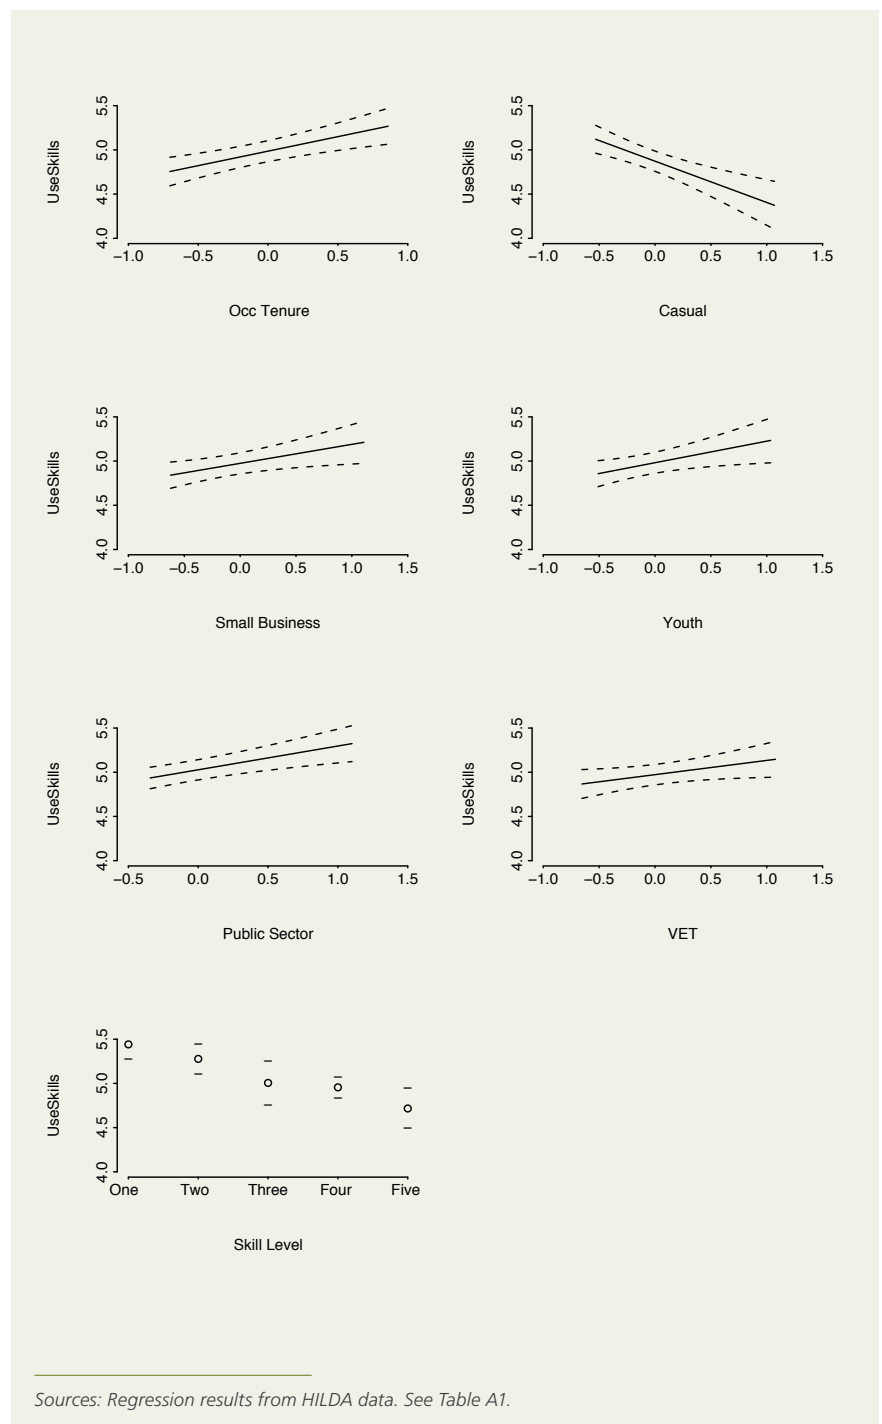 UseSkills
5.5
5.0
4.5
4.0
−1.0 −0.5 0.0 0.5 1.0
Occ Tenure
UseSkills
5.5
5.0
4.5
4.0
−1.0 −0.5 0.0 0.5 1.0 1.5
Casual
UseSkills
5.5
5.0
4.5
4.0
−1.0 −0.5 0.0 0.5 1.0 1.5
Small Business
UseSkills
5.5
5.0
4.5
4.0
−1.0 −0.5 0.0 0.5 1.0 1.5
Youth
UseSkills
5.5
5.0
4.5
4.0
−0.5 0.0 0.5 1.0 1.5
Public Sector
UseSkills
5.5
5.0
4.5
4.0
−1.0 −0.5 0.0 0.5 1.0 1.5
VET
UseSkills
5.5
5.0
4.5
4.0
One Two Three Four Five
Skill Level
Sources: Regression results from HILDA data. See Table A1.